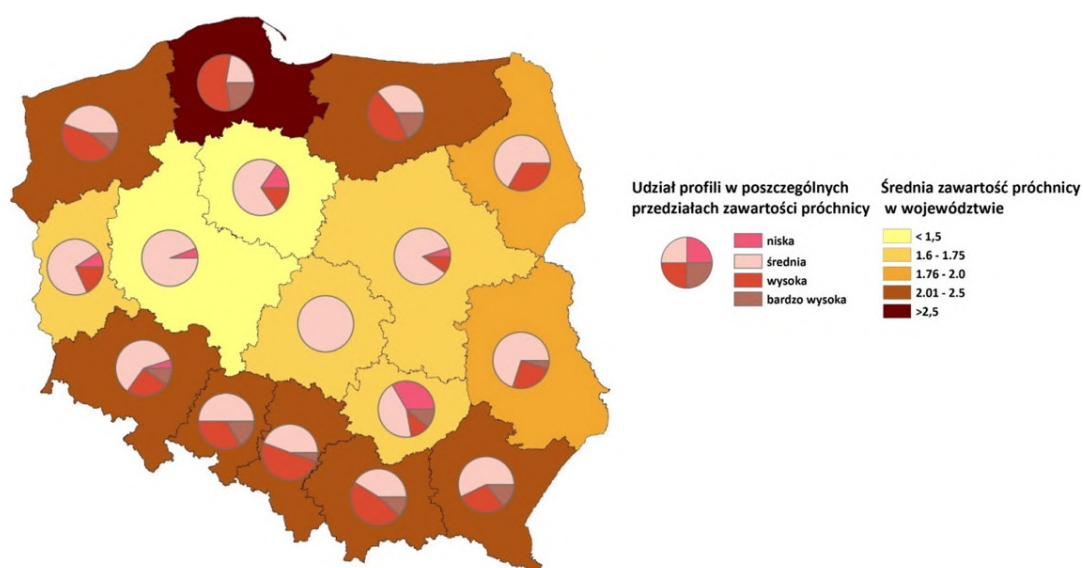 Udział profili w poszczególnych
przedziałach zawartości próchnicy
niska
średnia
wysoka
bardzo wysoka
Średnia zawartość próchnicy
w województwie
< 1,5
1.6 - 1.75
1.76 - 2.0
2.01 - 2.5
>2,5